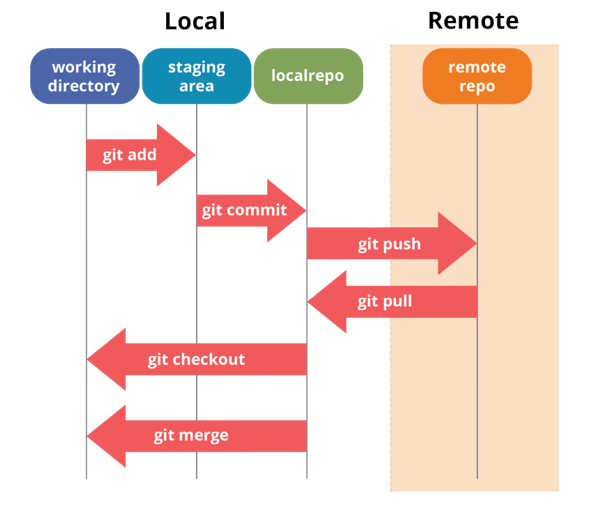 Local
Remote
working
directory
staging
area
localrepo
remote
repo
git add
git commit
git push
git pull
git checkout
git merge